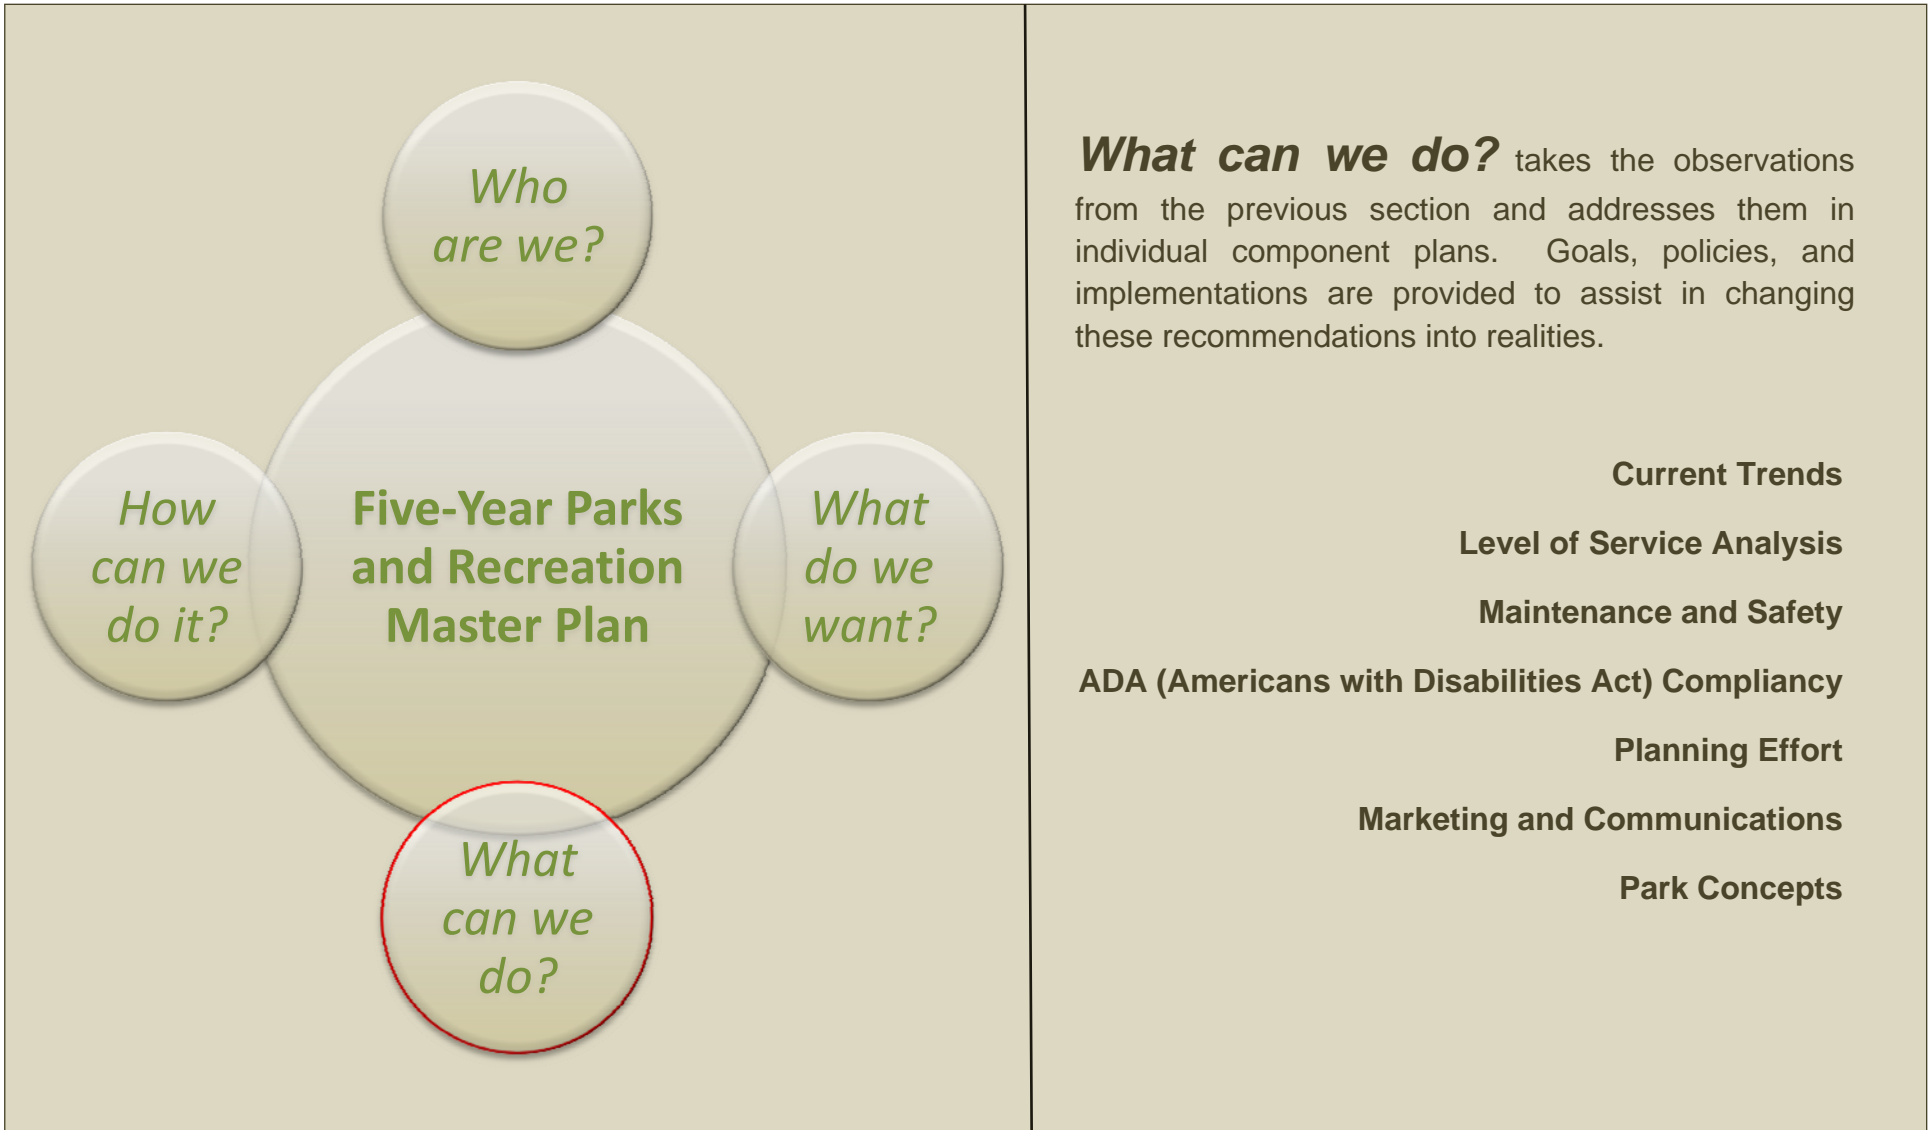 Who
are we?
How
can we
do it?
Five-Year Parks
and Recreation
Master Plan
What
do we
want?
What
can we
do?
What can we do? takes the observations
from the previous section and addresses them in
individual component plans. Goals, policies, and
implementations are provided to assist in changing
these recommendations into realities.
Current Trends
Level of Service Analysis
Maintenance and Safety
ADA (Americans with Disabilities Act) Compliancy
Planning Effort
Marketing and Communications
Park Concepts